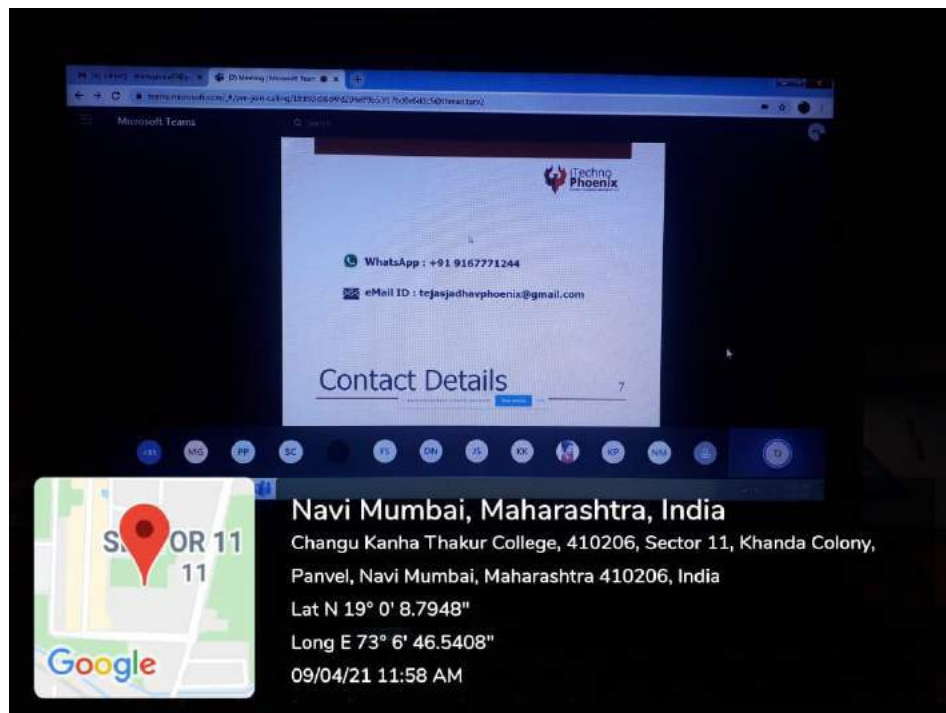 Microsoft Teams
Search
iTechno
Phoenix
WhatsApp : +91 9167771244
eMail ID : tejasjadhavphoenix@gmail.com
Contact Details
7
+11 MG PP SC FS DN JS KK KP NM TJ
Navi Mumbai, Maharashtra, India
Changu Kanha Thakur College, 410206, Sector 11, Khanda Colony,
Panvel, Navi Mumbai, Maharashtra 410206, India
Lat N 19° 0' 8.7948"
Long E 73° 6' 46.5408"
09/04/21 11:58 AM
OR 11
11
Google